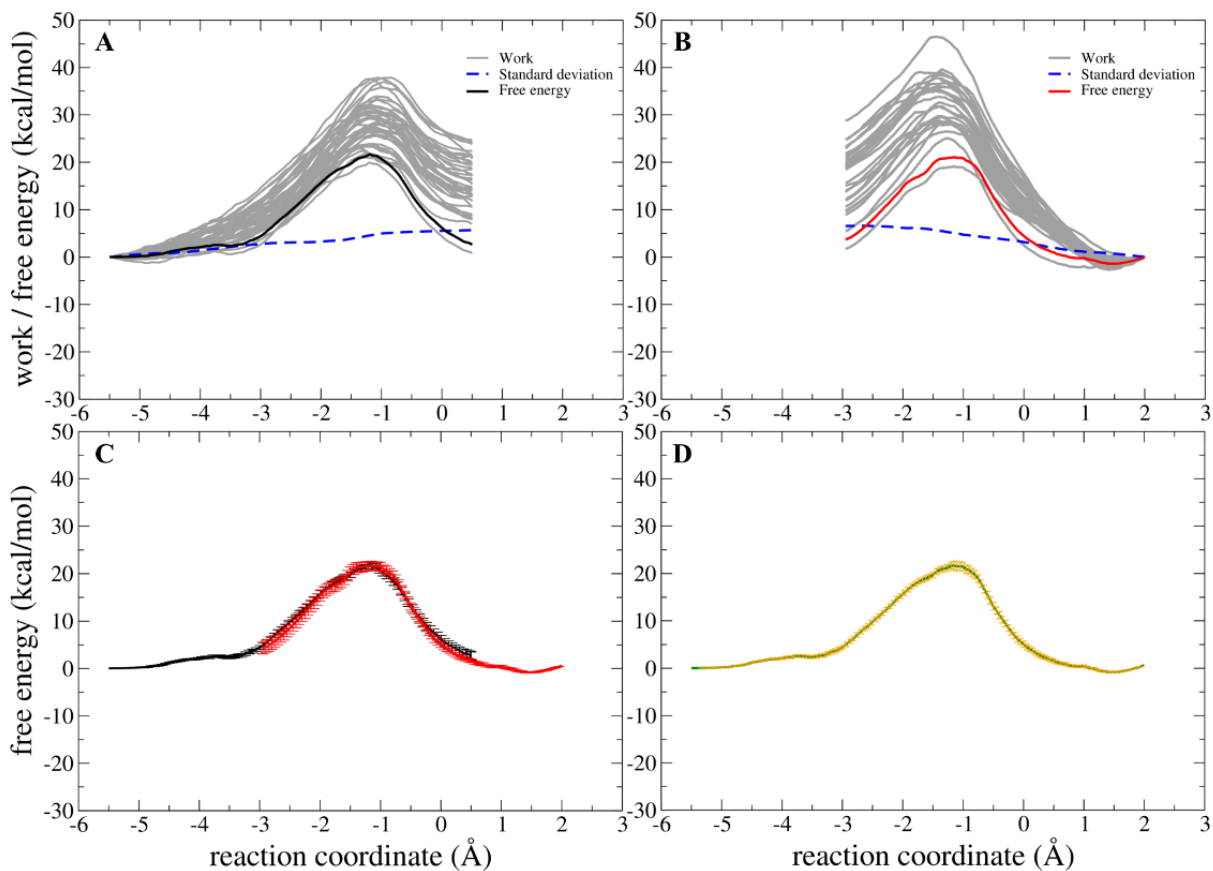 A
Work
Standard deviation
Free energy
50
40
30
20
10
0
-10
-20
-30
-6 -5 -4 -3 -2 -1 0 1 2 3
work / free energy (kcal/mol)
B
Work
Standard deviation
Free energy
50
40
30
20
10
0
-10
-20
-30
-6 -5 -4 -3 -2 -1 0 1 2 3
C
50
40
30
20
10
0
-10
-20
-30
-6 -5 -4 -3 -2 -1 0 1 2 3
free energy (kcal/mol)
reaction coordinate (Å)
D
50
40
30
20
10
0
-10
-20
-30
-6 -5 -4 -3 -2 -1 0 1 2 3
reaction coordinate (Å)